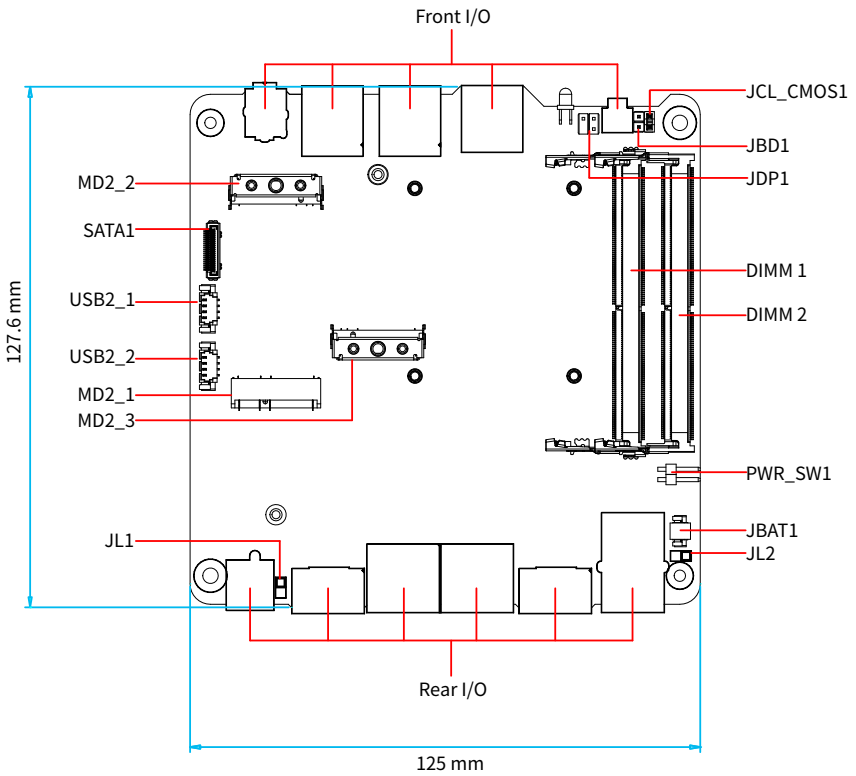 Front I/O
JCL_CMOS1
JBD1
JDP1
MD2_2
SATA1
DIMM 1
USB2_1
DIMM 2
127.6 mm
USB2_2
MD2_1
MD2_3
PWR_SW1
JBAT1
JL1
JL2
Rear I/O
125 mm